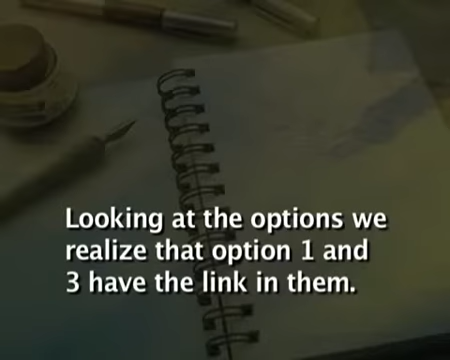 Looking at the options we
realize that option 1 and
3 have the link in them.